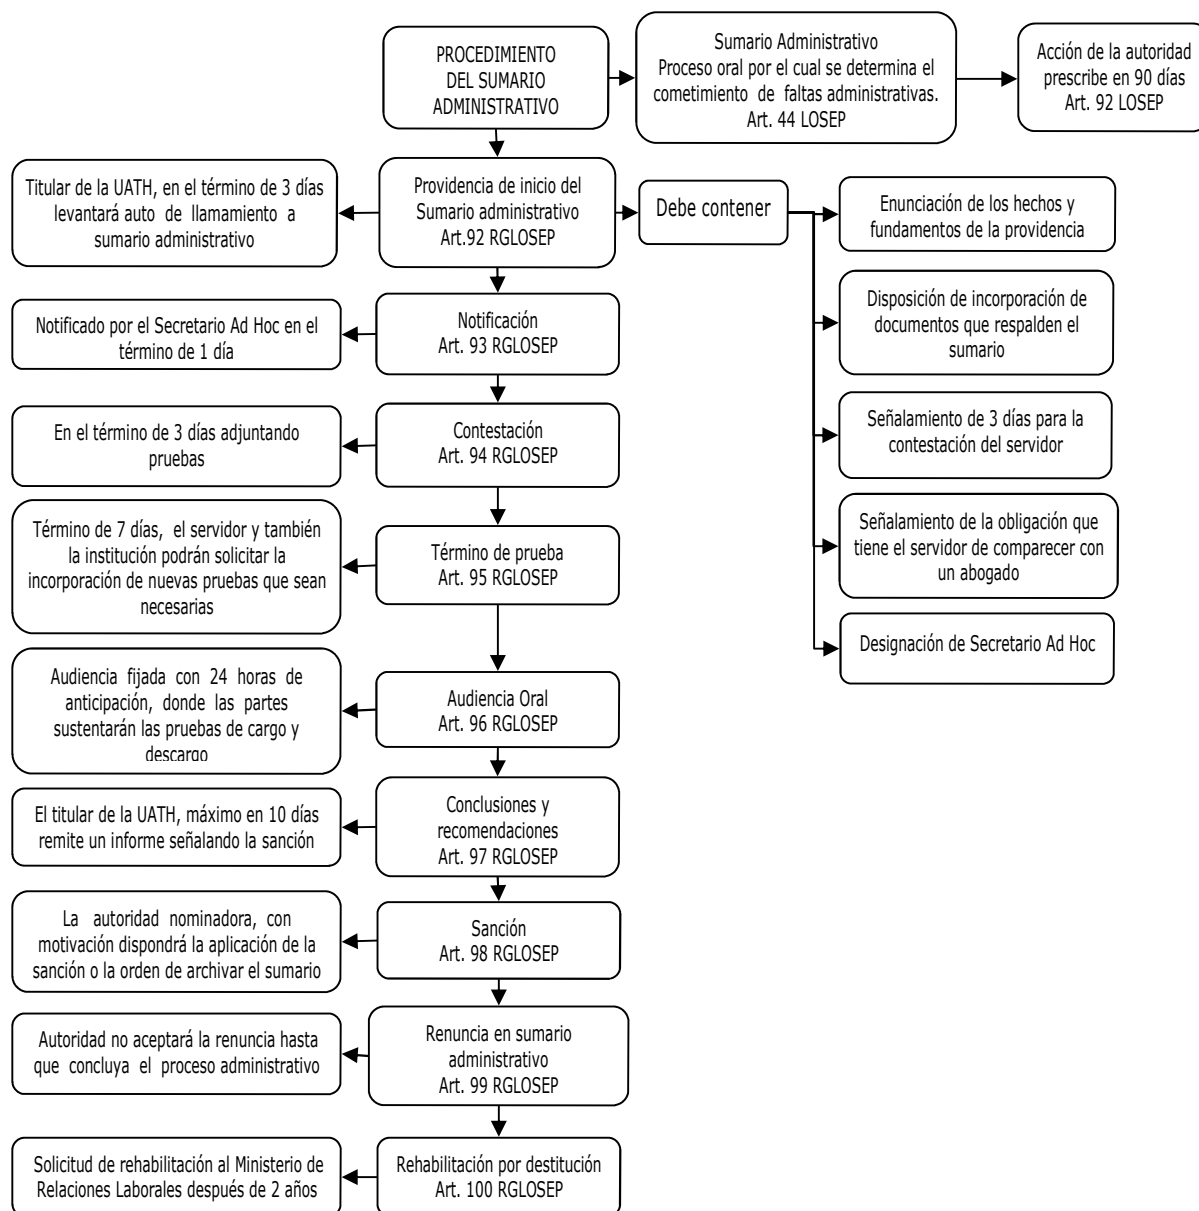 PROCEDIMIENTO
DEL SUMARIO
ADMINISTRATIVO
Sumario Administrativo
Proceso oral por el cual se determina el
cometimiento de faltas administrativas.
Art. 44 LOSEP
Acción de la autoridad
prescribe en 90 días
Art. 92 LOSEP
Titular de la UATH, en el término de 3 días
levantará auto de llamamiento a
sumario administrativo
Providencia de inicio del
Sumario administrativo
Art.92 RGLOSEP
Debe contener
Enunciación de los hechos y
fundamentos de la providencia
Disposición de incorporación de
documentos que respalden el
sumario
Señalamiento de 3 días para la
contestación del servidor
Señalamiento de la obligación que
tiene el servidor de comparecer con
un abogado
Designación de Secretario Ad Hoc
Notificado por el Secretario Ad Hoc en el
término de 1 día
Notificación
Art. 93 RGLOSEP
En el término de 3 días adjuntando
pruebas
Contestación
Art. 94 RGLOSEP
Término de 7 días, el servidor y también
la institución podrán solicitar la
incorporación de nuevas pruebas que sean
necesarias
Término de prueba
Art. 95 RGLOSEP
Audiencia fijada con 24 horas de
anticipación, donde las partes
sustentarán las pruebas de cargo y
descargo
Audiencia Oral
Art. 96 RGLOSEP
El titular de la UATH, máximo en 10 días
remite un informe señalando la sanción
Conclusiones y
recomendaciones
Art. 97 RGLOSEP
La autoridad nominadora, con
motivación dispondrá la aplicación de la
sanción o la orden de archivar el sumario
Sanción
Art. 98 RGLOSEP
Autoridad no aceptará la renuncia hasta
que concluya el proceso administrativo
Renuncia en sumario
administrativo
Art. 99 RGLOSEP
Solicitud de rehabilitación al Ministerio de
Relaciones Laborales después de 2 años
Rehabilitación por destitución
Art. 100 RGLOSEP